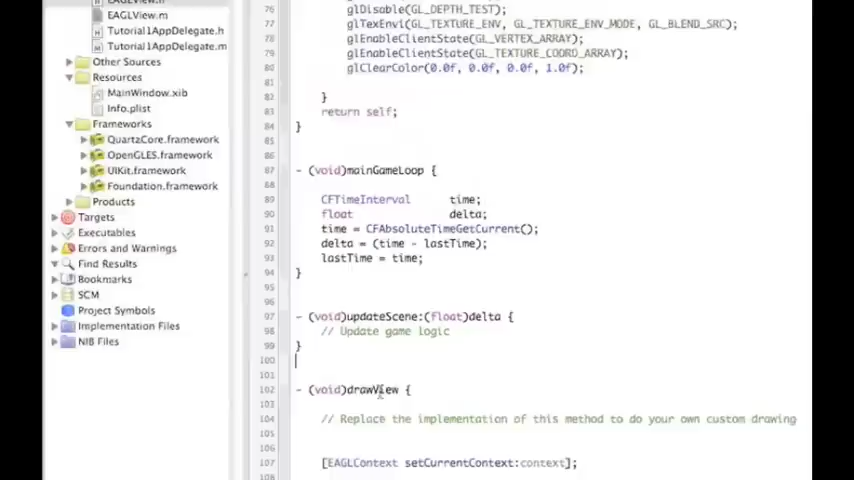 EAGLView.h
EAGLView.m
Tutorial1AppDelegate.h
Tutorial1AppDelegate.m
Other Sources
Resources
MainWindow.xib
Info.plist
Frameworks
QuartzCore.framework
OpenGLES.framework
UIKit.framework
Foundation.framework
Products
Targets
Executables
Errors and Warnings
Find Results
Bookmarks
SCM
Project Symbols
Implementation Files
NIB Files
76 glDisable(GL_DEPTH_TEST);
77 glTexEnvi(GL_TEXTURE_ENV, GL_TEXTURE_ENV_MODE, GL_BLEND_SRC);
78 glEnableClientState(GL_VERTEX_ARRAY);
79 glEnableClientState(GL_TEXTURE_COORD_ARRAY);
80 glClearColor(0.0f, 0.0f, 0.0f, 1.0f);
81
82 }
83 return self;
84 }
85
86
87 - (void)mainGameLoop {
88
89 CFTimeInterval time;
90 float delta;
91 time = CFAbsoluteTimeGetCurrent();
92 delta = (time - lastTime);
93 lastTime = time;
94 }
95
96
97 - (void)updateScene:(float)delta {
98 // Update game logic
99 }
100
101
102 - (void)drawView {
103
104 // Replace the implementation of this method to do your own custom drawing
106
107 [EAGLContext setCurrentContext:context];
108